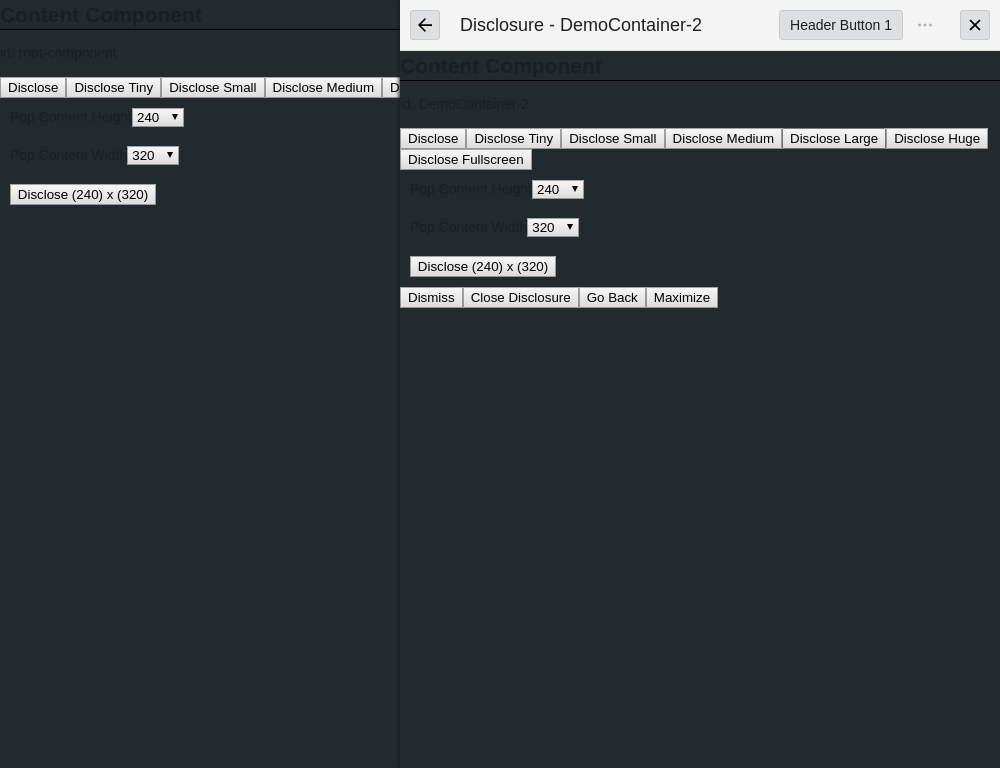 Content Component
id: root-component
Disclose Disclose Tiny Disclose Small Disclose Medium D
Pop Content Height 240
Pop Content Width 320
Disclose (240) x (320)
Disclosure - DemoContainer-2 Header Button 1
Content Component
id: DemoContainer-2
Disclose Disclose Tiny Disclose Small Disclose Medium Disclose Large Disclose Huge
Disclose Fullscreen
Pop Content Height 240
Pop Content Width 320
Disclose (240) x (320)
Dismiss Close Disclosure Go Back Maximize